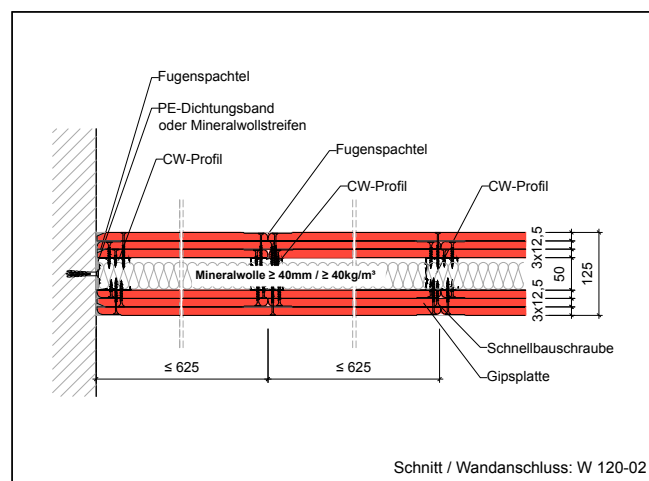 Fugenspachtel
PE-Dichtungsband
oder Mineralwollstreifen
CW-Profil
Fugenspachtel
CW-Profil
CW-Profil
3x12,5
50
3x12,5
125
Mineralwolle ≥ 40mm / ≥ 40kg/m³
Schnellbauschraube
Gipsplatte
≤ 625
≤ 625
Schnitt / Wandanschluss: W 120-02